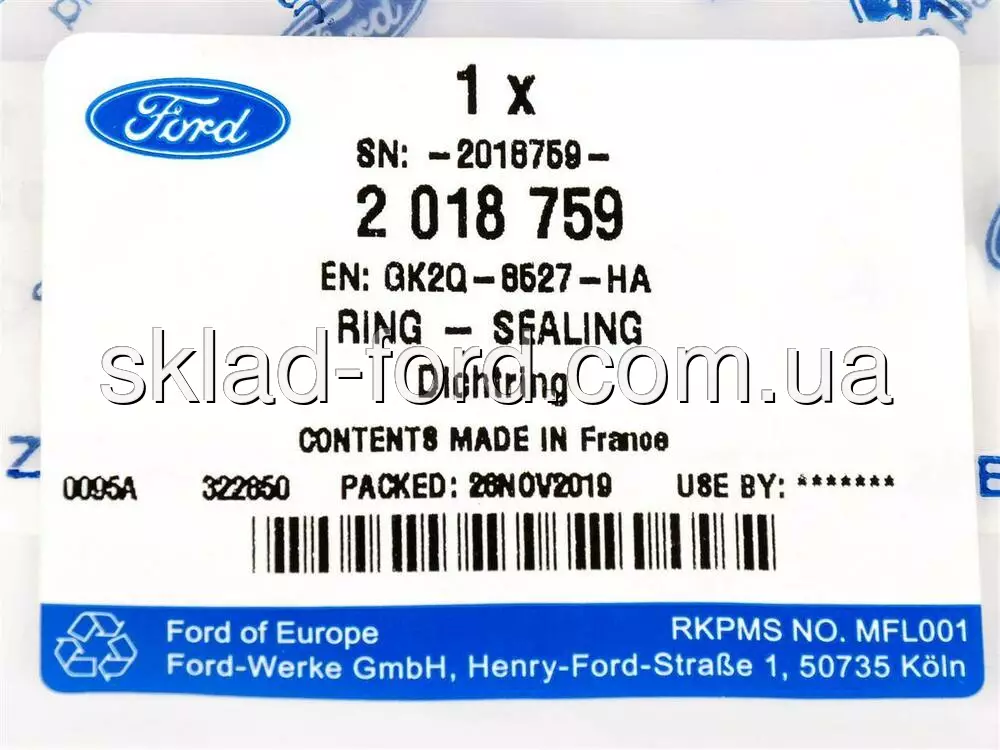 Ford
1 x
SN: -2018759-
2 018 759
EN: GK2Q-8527-HA
RING - SEALING
sklad-ford.com.ua
Dichtring
CONTENTS MADE IN France
0095A 322850 PACKED: 26NOV2019 USE BY: *******
Ford of Europe
RKPMS NO. MFL001
Ford-Werke GmbH, Henry-Ford-Straße 1, 50735 Köln